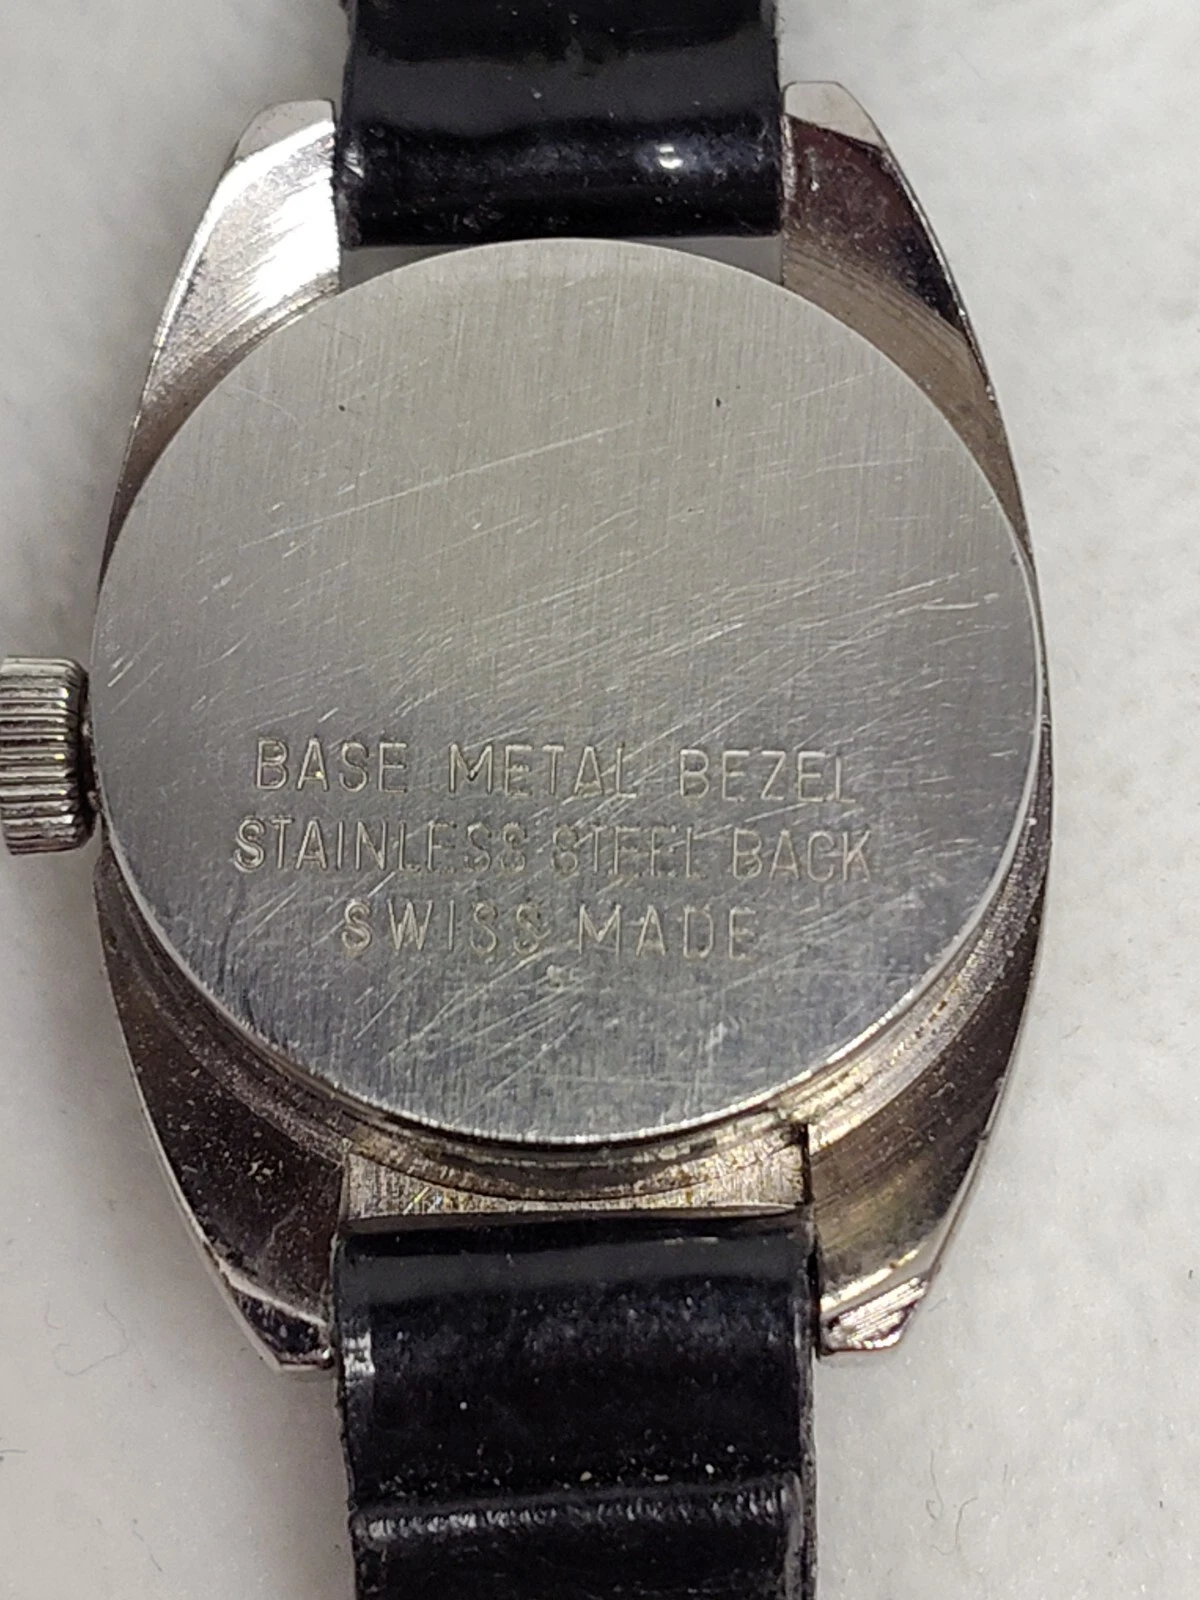 BASE METAL BEZEL
STAINLESS STEEL BACK
SWISS MADE